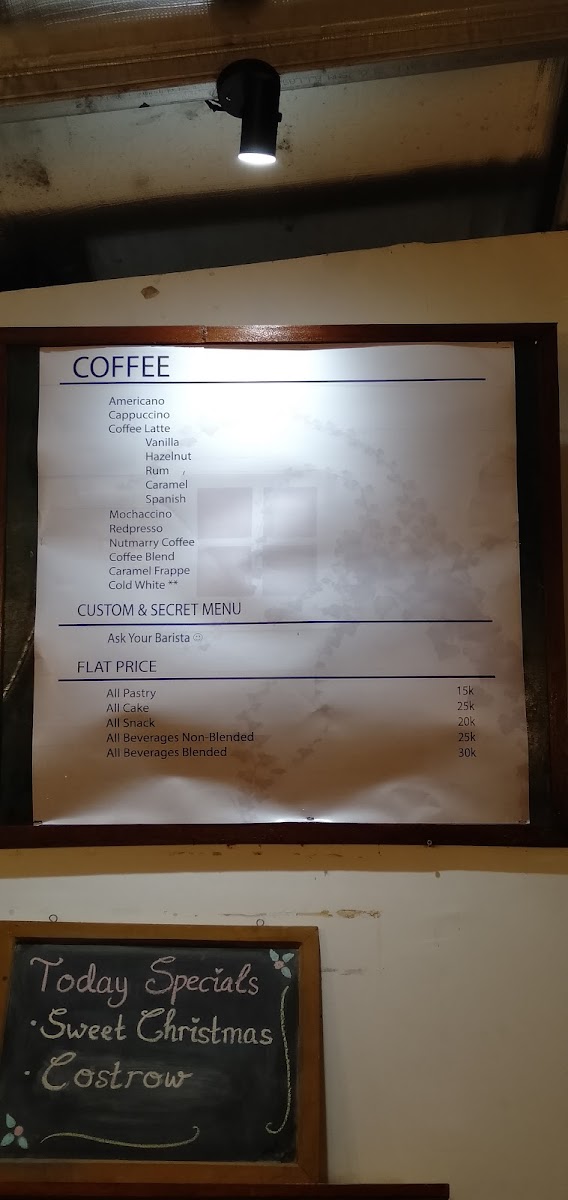 COFFEE
Americano
Cappuccino
Coffee Latte
Vanilla
Hazelnut
Rum
Caramel
Spanish
Mochaccino
Redpresso
Nutmarry Coffee
Coffee Blend
Caramel Frappe
Cold White **
CUSTOM & SECRET MENU
Ask Your Barista ☺
FLAT PRICE
All Pastry 15k
All Cake 25k
All Snack 20k
All Beverages Non-Blended 25k
All Beverages Blended 30k
Today Specials
· Sweet Christmas
· Costrow